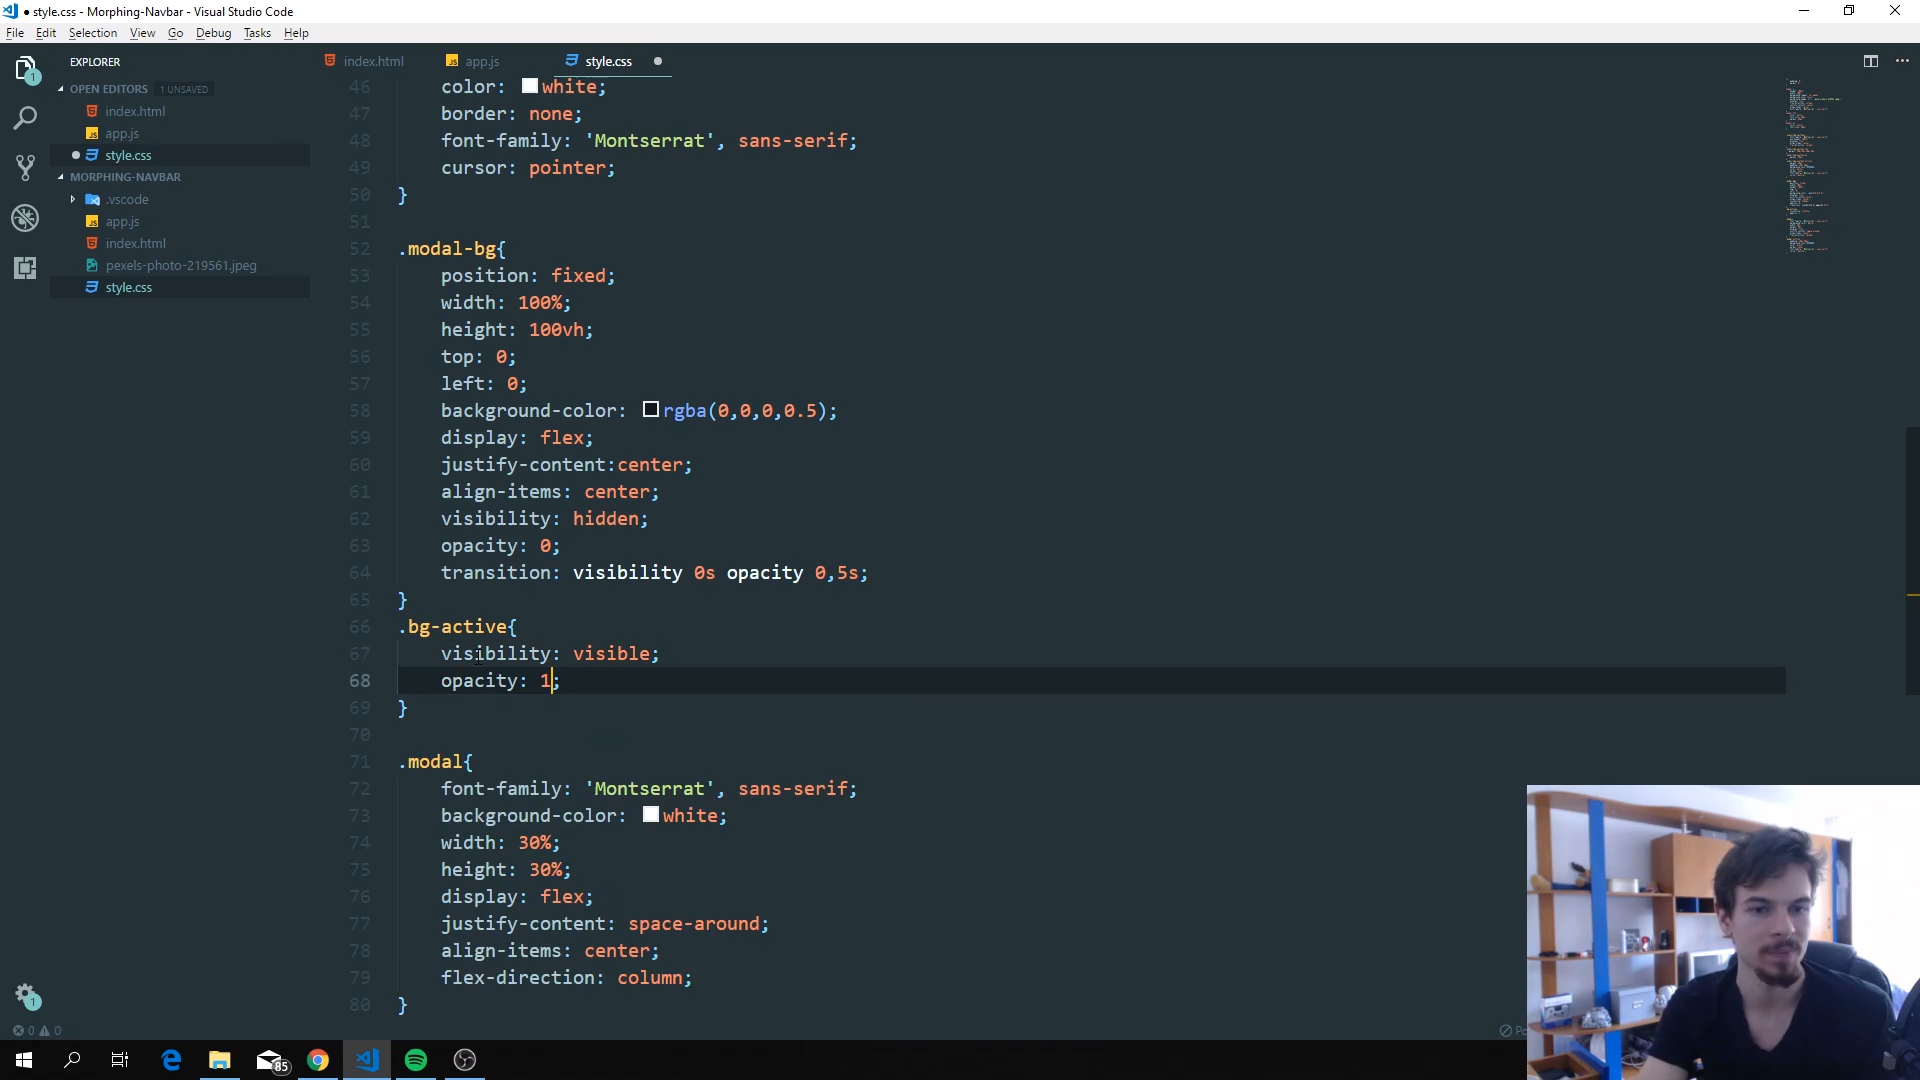 ● style.css - Morphing-Navbar - Visual Studio Code
File Edit Selection View Go Debug Tasks Help
EXPLORER
index.html
app.js
style.css
1
OPEN EDITORS 1 UNSAVED
index.html
app.js
style.css
MORPHING-NAVBAR
.vscode
app.js
index.html
pexels-photo-219561.jpeg
style.css
46 color: white;
47 border: none;
48 font-family: 'Montserrat', sans-serif;
49 cursor: pointer;
50 }
51
52 .modal-bg{
53 position: fixed;
54 width: 100%;
55 height: 100vh;
56 top: 0;
57 left: 0;
58 background-color: rgba(0,0,0,0.5);
59 display: flex;
60 justify-content:center;
61 align-items: center;
62 visibility: hidden;
63 opacity: 0;
64 transition: visibility 0s opacity 0,5s;
65 }
66 .bg-active{
67 visibility: visible;
68 opacity: 1;
69 }
70
71 .modal{
72 font-family: 'Montserrat', sans-serif;
73 background-color: white;
74 width: 30%;
75 height: 30%;
76 display: flex;
77 justify-content: space-around;
78 align-items: center;
79 flex-direction: column;
80 }
1
0 0
85